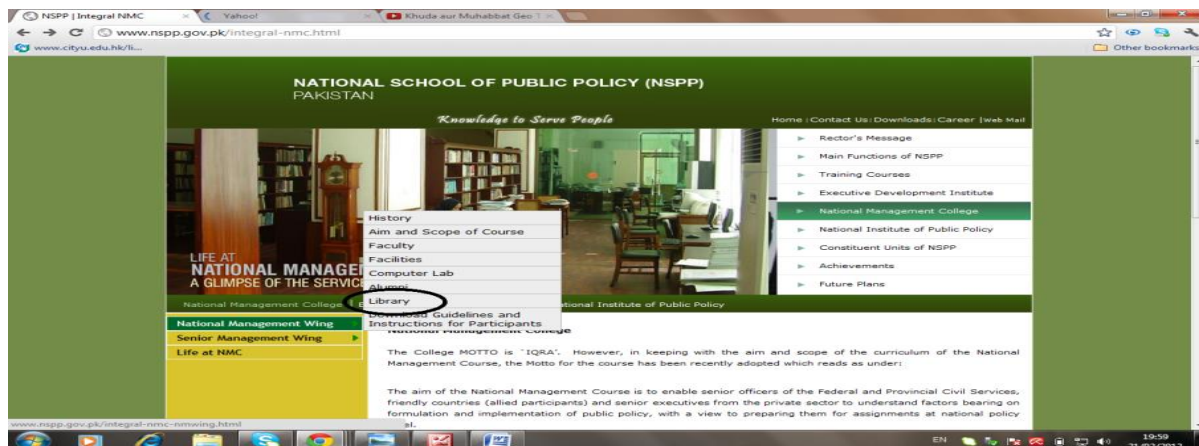 NSPP | Integral NMC
Yahoo!
Khuda aur Muhabbat Geo T
www.nspp.gov.pk/integral-nmc.html
www.cityu.edu.hk/li...
Other bookmarks
NATIONAL SCHOOL OF PUBLIC POLICY (NSPP)
PAKISTAN
Knowledge to Serve People
Home | Contact Us | Downloads | Career | Web Mail
Rector's Message
Main Functions of NSPP
Training Courses
Executive Development Institute
National Management College
National Institute of Public Policy
Constituent Units of NSPP
Achievements
Future Plans
LIFE AT
NATIONAL MANAGE
A GLIMPSE OF THE SERVIC
History
Aim and Scope of Course
Faculty
Facilities
Computer Lab
Alumni
Library
Download Guidelines and
Instructions for Participants
National Management College | E
ational Institute of Public Policy
National Management Wing
Senior Management Wing
Life at NMC
National Management College
The College MOTTO is `IQRA'. However, in keeping with the aim and scope of the curriculum of the National
Management Course, the Motto for the course has been recently adopted which reads as under:
The aim of the National Management Course is to enable senior officers of the Federal and Provincial Civil Services,
friendly countries (allied participants) and senior executives from the private sector to understand factors bearing on
formulation and implementation of public policy, with a view to preparing them for assignments at national policy
al.
www.nspp.gov.pk/integral-nmc-nmwing.html
EN
19:59